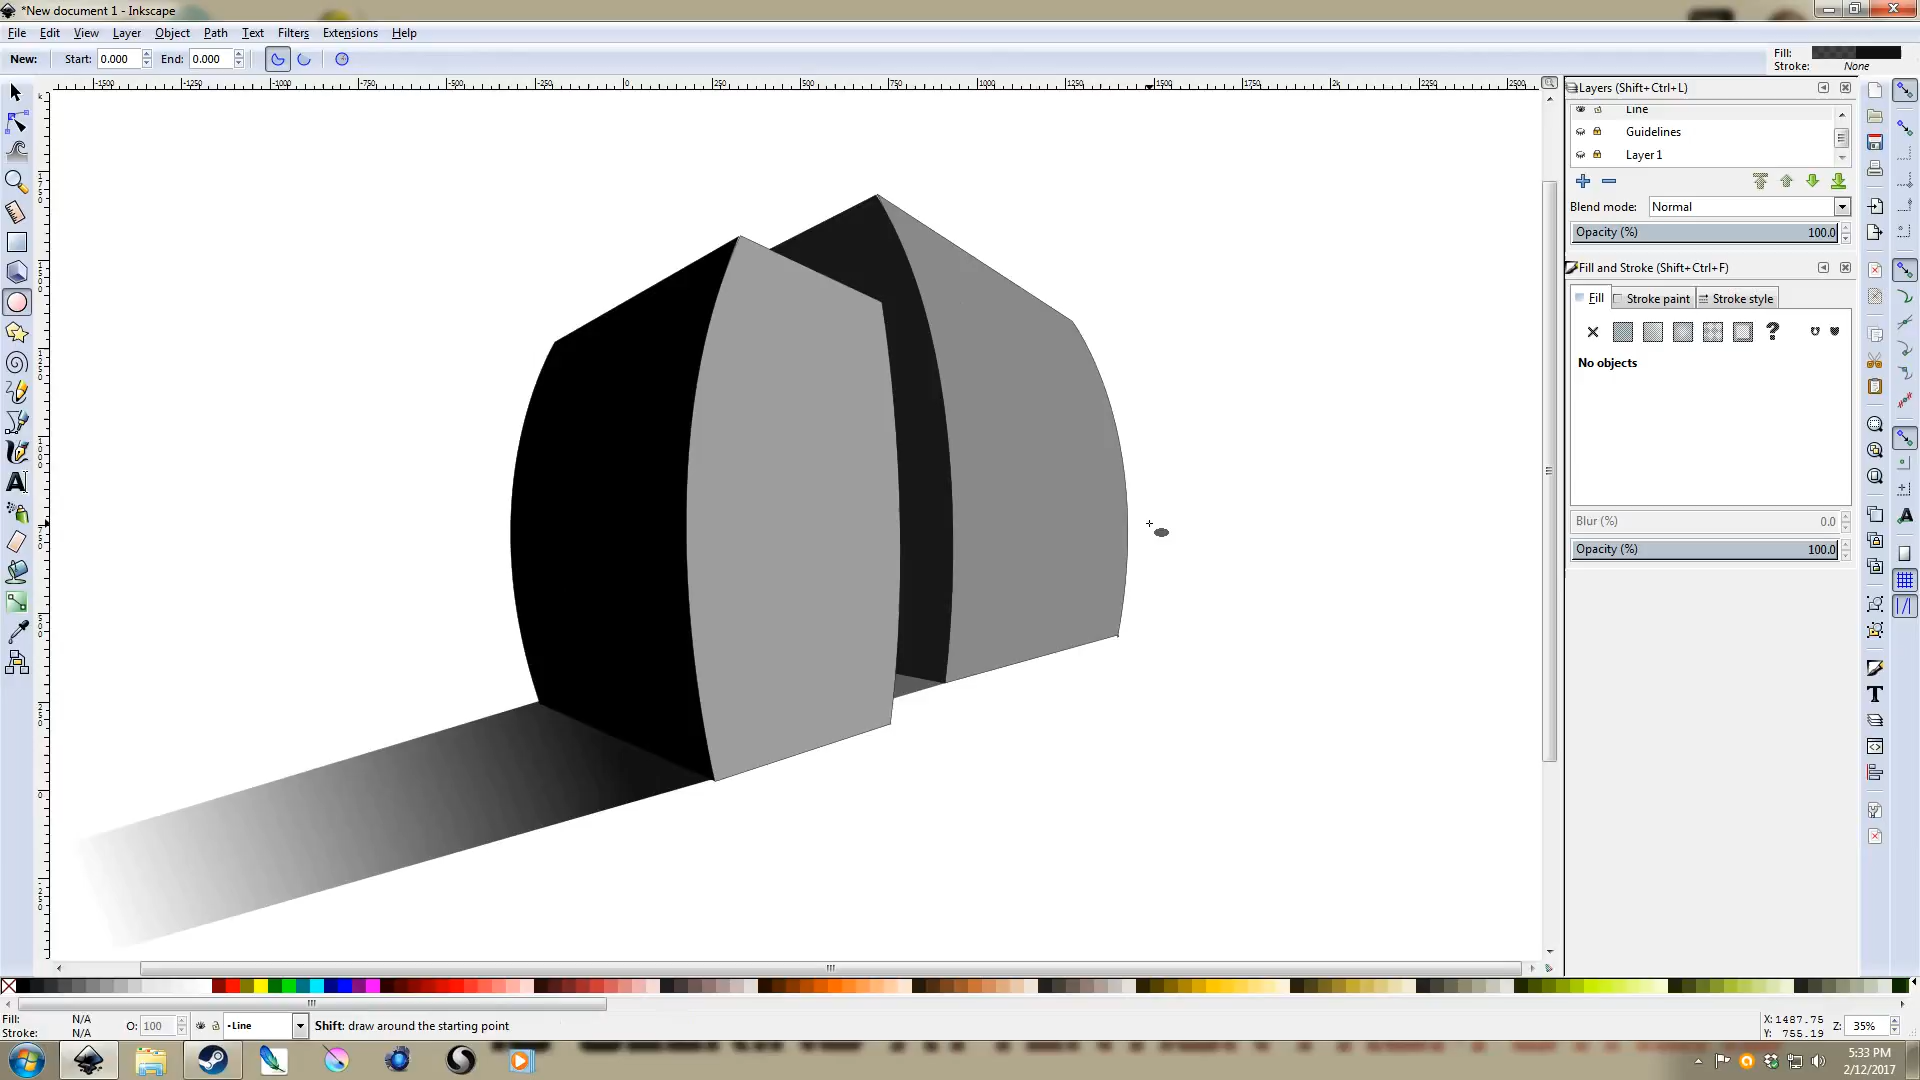 *New document 1 - Inkscape
File Edit View Layer Object Path Text Filters Extensions Help
New: Start: 0.000 End: 0.000
Fill:
Stroke: None
Layers (Shift+Ctrl+L)
Line
Guidelines
Layer 1
Blend mode: Normal
Opacity (%) 100.0
Fill and Stroke (Shift+Ctrl+F)
Fill Stroke paint Stroke style
No objects
Blur (%) 0.0
Opacity (%) 100.0
Fill: N/A
Stroke: N/A
O: 100
•Line
Shift: draw around the starting point
X: 1487.75
Y: 755.19
Z: 35%
5:33 PM
2/12/2017